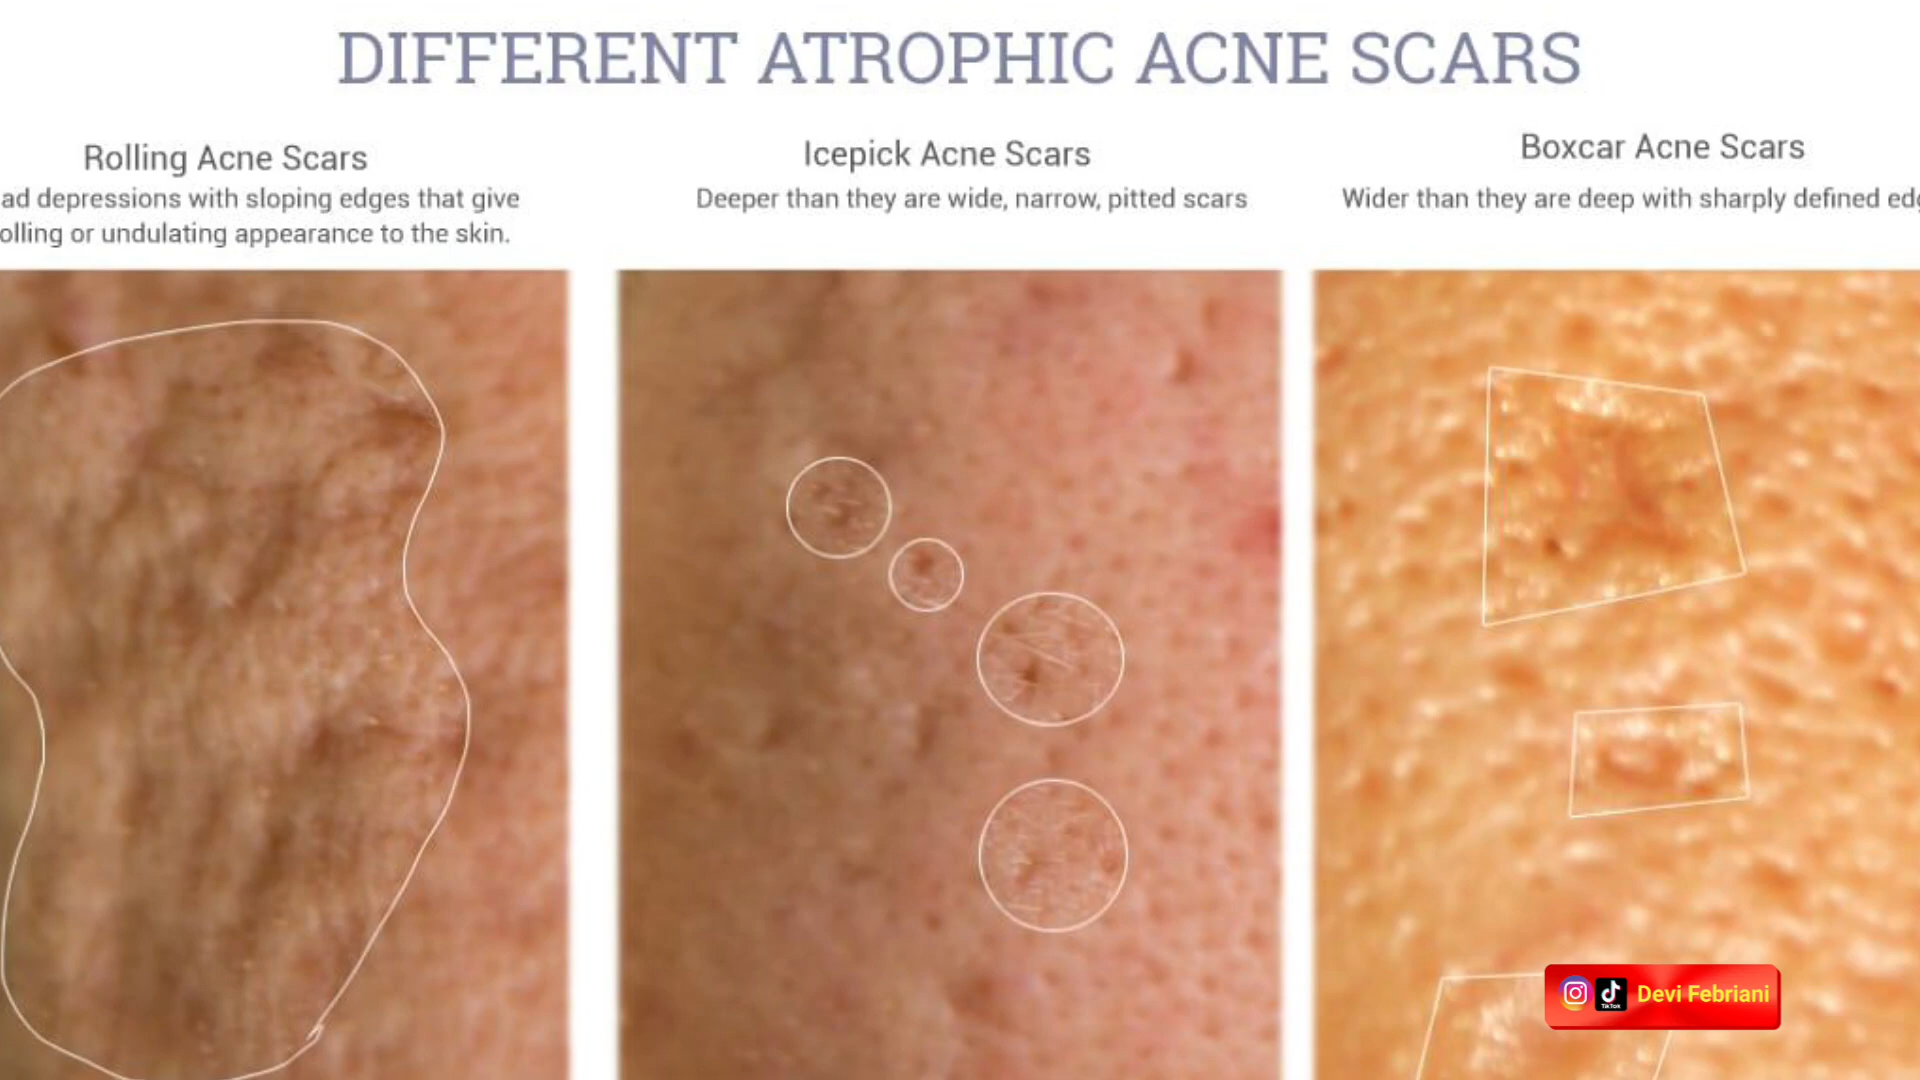 DIFFERENT ATROPHIC ACNE SCARS
Rolling Acne Scars
ad depressions with sloping edges that give
olling or undulating appearance to the skin.
Icepick Acne Scars
Deeper than they are wide, narrow, pitted scars
Boxcar Acne Scars
Wider than they are deep with sharply defined edg
TikTok
Devi Febriani